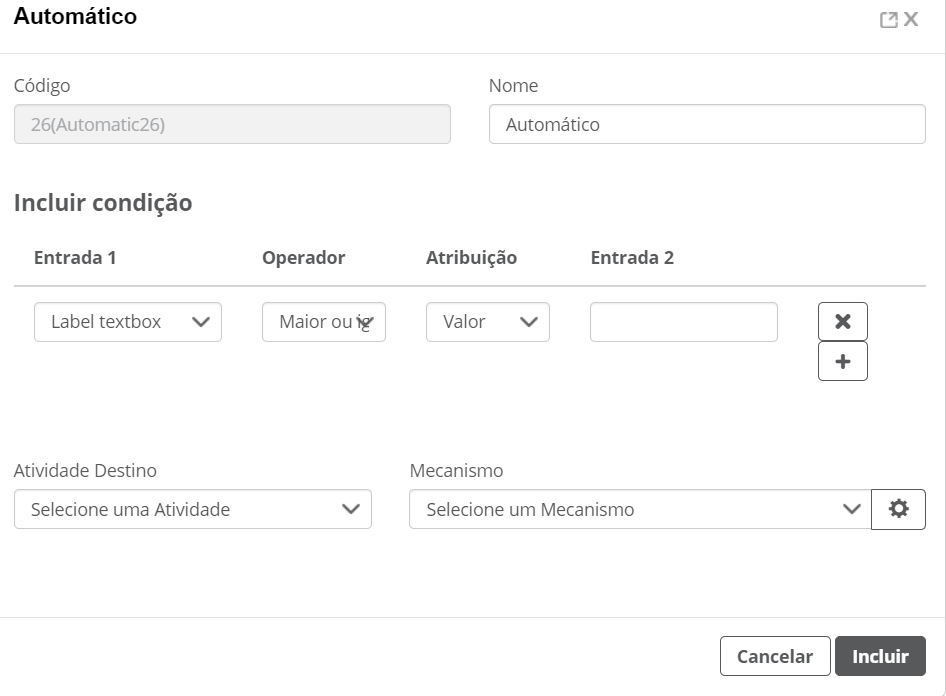 Automático
Código
Nome
26(Automatic26)
Automático
Incluir condição
Entrada 1 Operador Atribuição Entrada 2
Label textbox Maior ou ig Valor
Atividade Destino
Mecanismo
Selecione uma Atividade
Selecione um Mecanismo
Cancelar Incluir